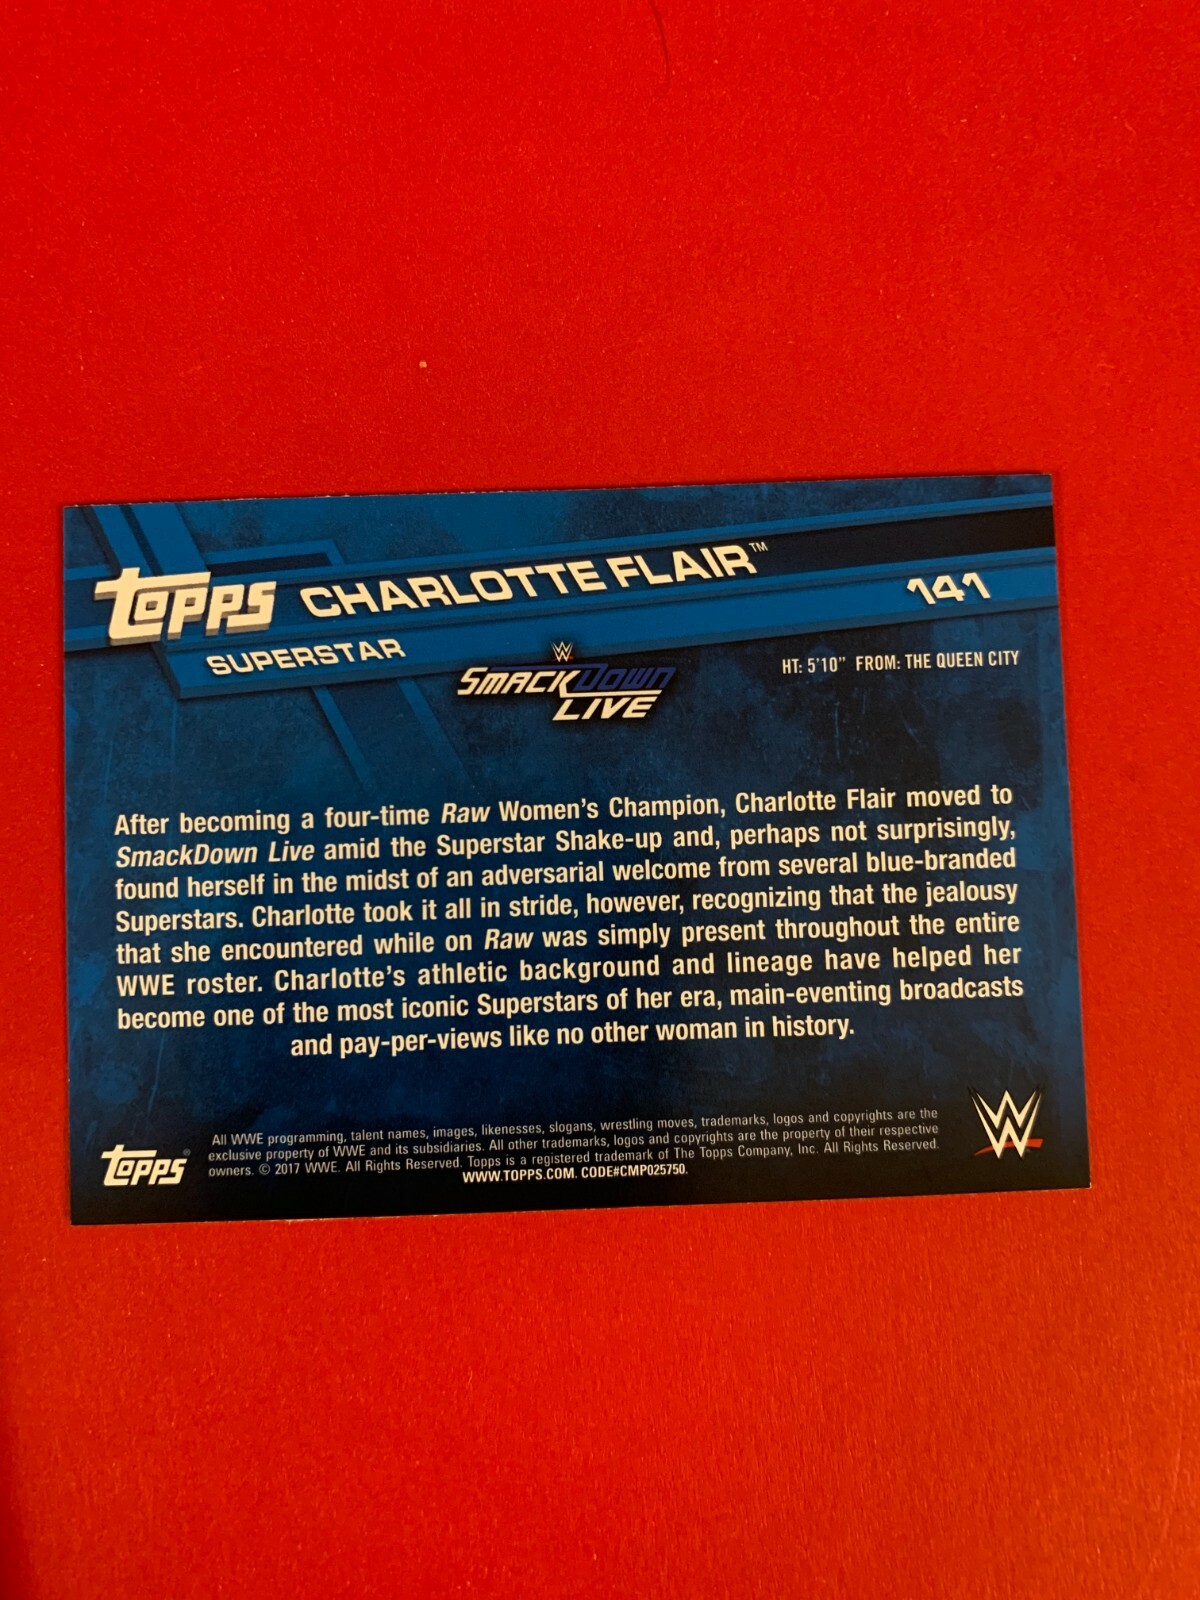 topps CHARLOTTE FLAIR™
141
SUPERSTAR
W
SMACKDOWN
LIVE
HT: 5'10" FROM: THE QUEEN CITY
After becoming a four-time Raw Women's Champion, Charlotte Flair moved to
SmackDown Live amid the Superstar Shake-up and, perhaps not surprisingly,
found herself in the midst of an adversarial welcome from several blue-branded
Superstars. Charlotte took it all in stride, however, recognizing that the jealousy
that she encountered while on Raw was simply present throughout the entire
WWE roster. Charlotte's athletic background and lineage have helped her
become one of the most iconic Superstars of her era, main-eventing broadcasts
and pay-per-views like no other woman in history.
topps®
All WWE programming, talent names, images, likenesses, slogans, wrestling moves, trademarks, logos and copyrights are the
exclusive property of WWE and its subsidiaries. All other trademarks, logos and copyrights are the property of their respective
owners. © 2017 WWE. All Rights Reserved. Topps is a registered trademark of The Topps Company, Inc. All Rights Reserved.
WWW.TOPPS.COM. CODE#CMP025750.
W